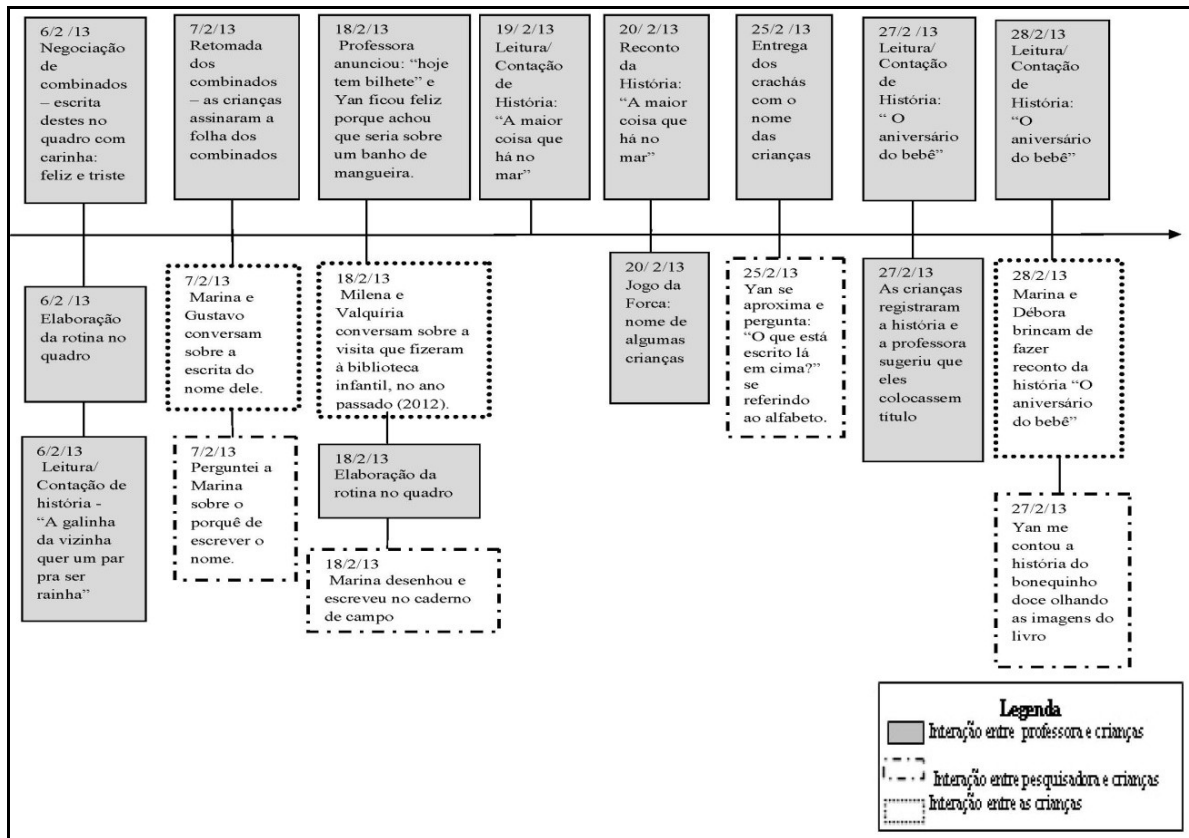 6/2 /13
Negociação
de
combinados
– escrita
destes no
quadro com
carinha:
feliz e triste
7/2/13
Retomada
dos
combinados
– as crianças
assinaram a
folha dos
combinados
18/2/13
Professora
anunciou: “hoje
tem bilhete” e
Yan ficou feliz
porque achou
que seria sobre
um banho de
mangueira.
19/ 2/13
Leitura/
Contação
de
História:
“A maior
coisa que
há no
mar”
20/ 2/13
Reconto
da
História:
“A maior
coisa que
há no
mar”
25/2/13
Entrega
dos
crachás
com o
nome
das
crianças
27/2/13
Leitura/
Contação
de
História:
“ O
aniversário
do bebê”
28/2/13
Leitura/
Contação
de
História: “O
aniversário
do bebê”
6/2 /13
Elaboração
da rotina no
quadro
6/2/13
Leitura/
Contação de
história -
“A galinha
da vizinha
quer um par
pra ser
rainha”
7/2/13
Marina e
Gustavo
conversam
sobre a
escrita do
nome dele.
7/2/13
Perguntei a
Marina
sobre o
porquê de
escrever o
nome.
18/2/13
Milena e
Valquíria
conversam sobre a
visita que fizeram
à biblioteca
infantil, no ano
passado (2012).
18/2/13
Elaboração da
rotina no quadro
18/2/13
Marina desenhou e
escreveu no caderno
de campo
20/ 2/13
Jogo da
Forca:
nome de
algumas
crianças
25/2/13
Yan se
aproxima e
pergunta:
“O que está
escrito lá
em cima?”
se
referindo
ao alfabeto.
27/2/13
As crianças
registraram
a história e
a professora
sugeriu que
eles
colocassem
título
28/2/13
Marina e
Débora
brincam de
fazer
reconto da
história “O
aniversário do
bebê”
27/2/13
Yan me
contou a
história do
bonequinho
doce olhando
as imagens do
livro
Legenda
Interação entre professora e crianças
Interação entre pesquisadora e crianças
Interação entre as crianças